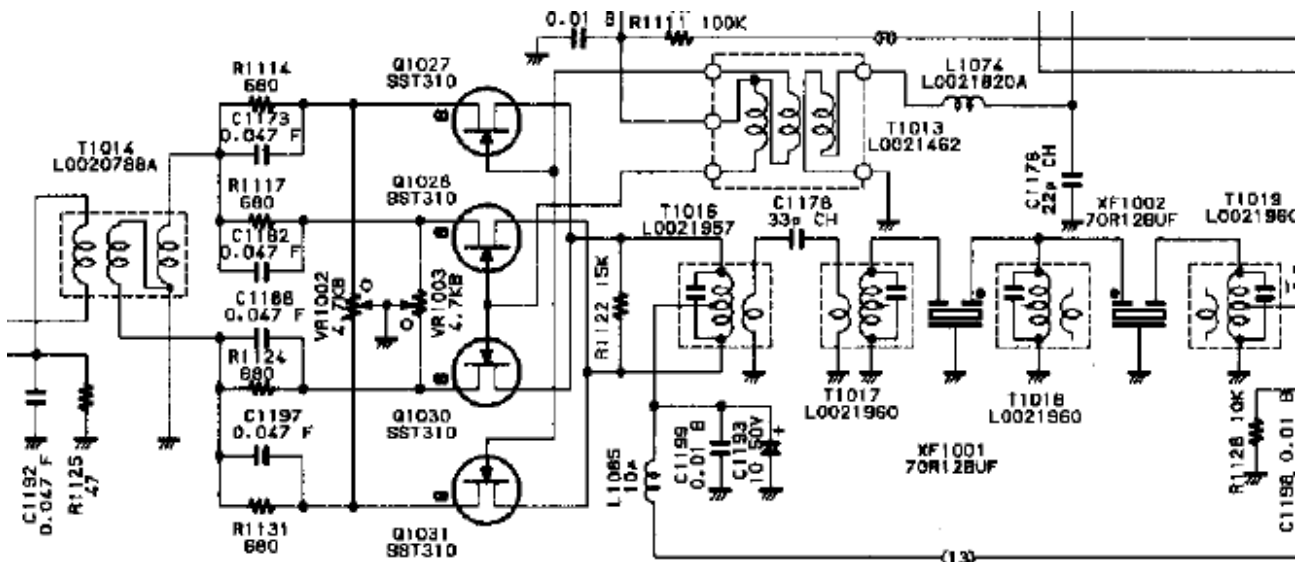 0.01 B
R1111 100K
(F)
R1114
680
C1173
0.047 F
Q1027
SST310
L1074
L0021820A
T1013
L0021462
T1014
L0020788A
R1117
680
C1182
0.047 F
Q1028
SST310
C1178
33p CH
C1178
22p CH
T1016
L0021957
XF1002
70R12BUF
T1019
L0021960
C1188
0.047 F
R1124
680
VR1002
4.7KB
VR1003
4.7KB
R1122 15K
T1017
L0021960
T1018
L0021960
C1197
0.047 F
Q1030
SST310
XF1001
70R12BUF
C1192
0.047 F
R1125
47
R1131
680
Q1031
SST310
L1085
10μ
C1199
0.01 B
C1193
10 50V
+
R1128 10K
C1198 0.01 B
(13)